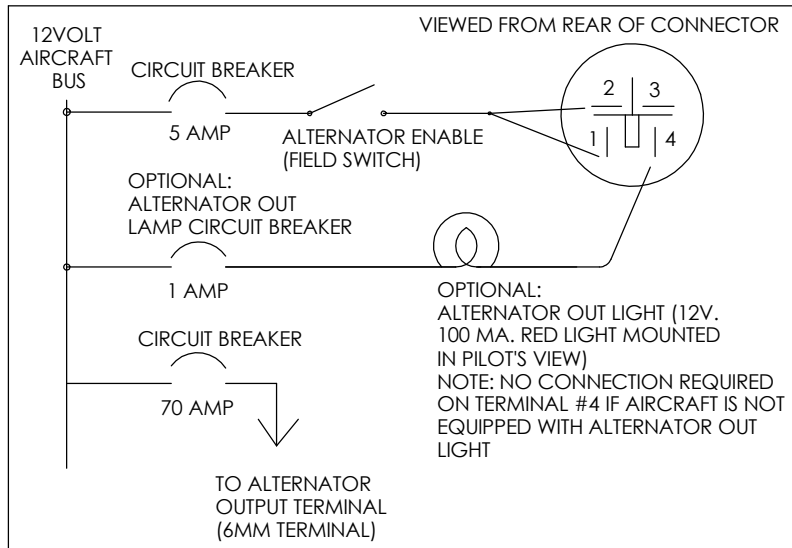 12VOLT
AIRCRAFT
BUS
VIEWED FROM REAR OF CONNECTOR
CIRCUIT BREAKER
5 AMP
ALTERNATOR ENABLE
(FIELD SWITCH)
2
3
1
4
OPTIONAL:
ALTERNATOR OUT
LAMP CIRCUIT BREAKER
1 AMP
OPTIONAL:
ALTERNATOR OUT LIGHT (12V.
100 MA. RED LIGHT MOUNTED
IN PILOT'S VIEW)
NOTE: NO CONNECTION REQUIRED
ON TERMINAL #4 IF AIRCRAFT IS NOT
EQUIPPED WITH ALTERNATOR OUT
LIGHT
CIRCUIT BREAKER
70 AMP
TO ALTERNATOR
OUTPUT TERMINAL
(6MM TERMINAL)